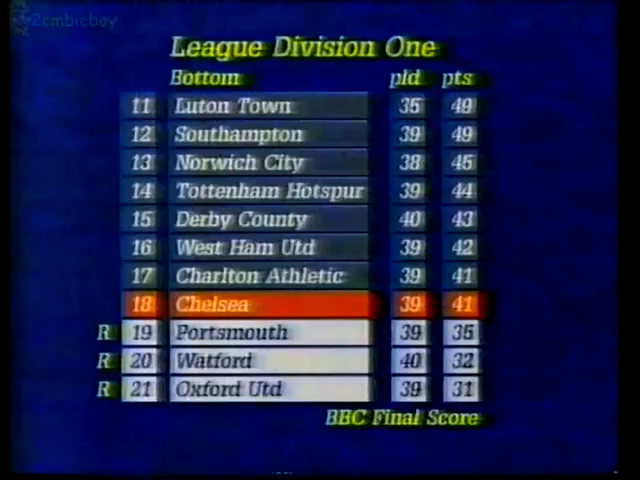 2ombieboy
League Division One
Bottom pld pts
11 Luton Town 35 49
12 Southampton 39 49
13 Norwich City 38 45
14 Tottenham Hotspur 39 44
15 Derby County 40 43
16 West Ham Utd 39 42
17 Charlton Athletic 39 41
18 Chelsea 39 41
R 19 Portsmouth 39 35
R 20 Watford 40 32
R 21 Oxford Utd 39 31
BBC Final Score